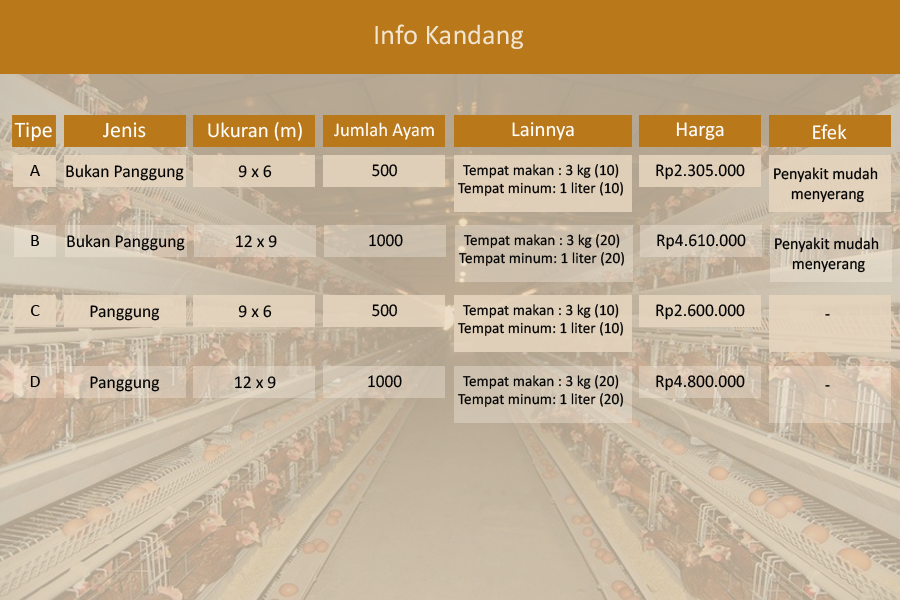 Info Kandang
Tipe Jenis Ukuran (m) Jumlah Ayam Lainnya Harga Efek
A Bukan Panggung 9 x 6 500 Tempat makan : 3 kg (10) Rp2.305.000 Penyakit mudah
Tempat minum: 1 liter (10) menyerang
B Bukan Panggung 12 x 9 1000 Tempat makan : 3 kg (20) Rp4.610.000 Penyakit mudah
Tempat minum: 1 liter (20) menyerang
C Panggung 9 x 6 500 Tempat makan : 3 kg (10) Rp2.600.000 -
Tempat minum: 1 liter (10)
D Panggung 12 x 9 1000 Tempat makan : 3 kg (20) Rp4.800.000 -
Tempat minum: 1 liter (20)